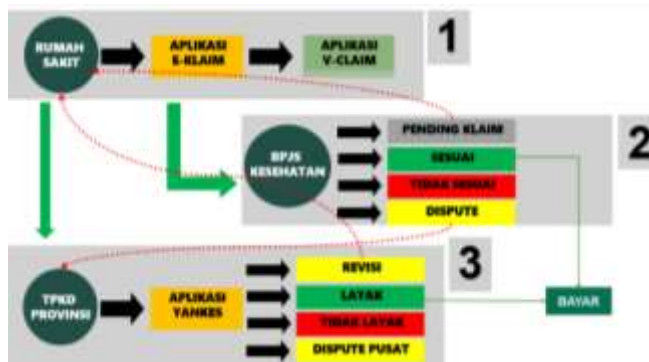 RUMAH
SAKIT
APLIKASI
E-KLAIM
APLIKASI
V-CLAIM
1
BPJS
KESEHATAN
PENDING KLAIM
SESUAI
TIDAK SESUAI
DISPUTE
2
TPKD
PROVINSI
APLIKASI
YANKES
REVISI
LAYAK
TIDAK LAYAK
DISPUTE PUSAT
3
BAYAR